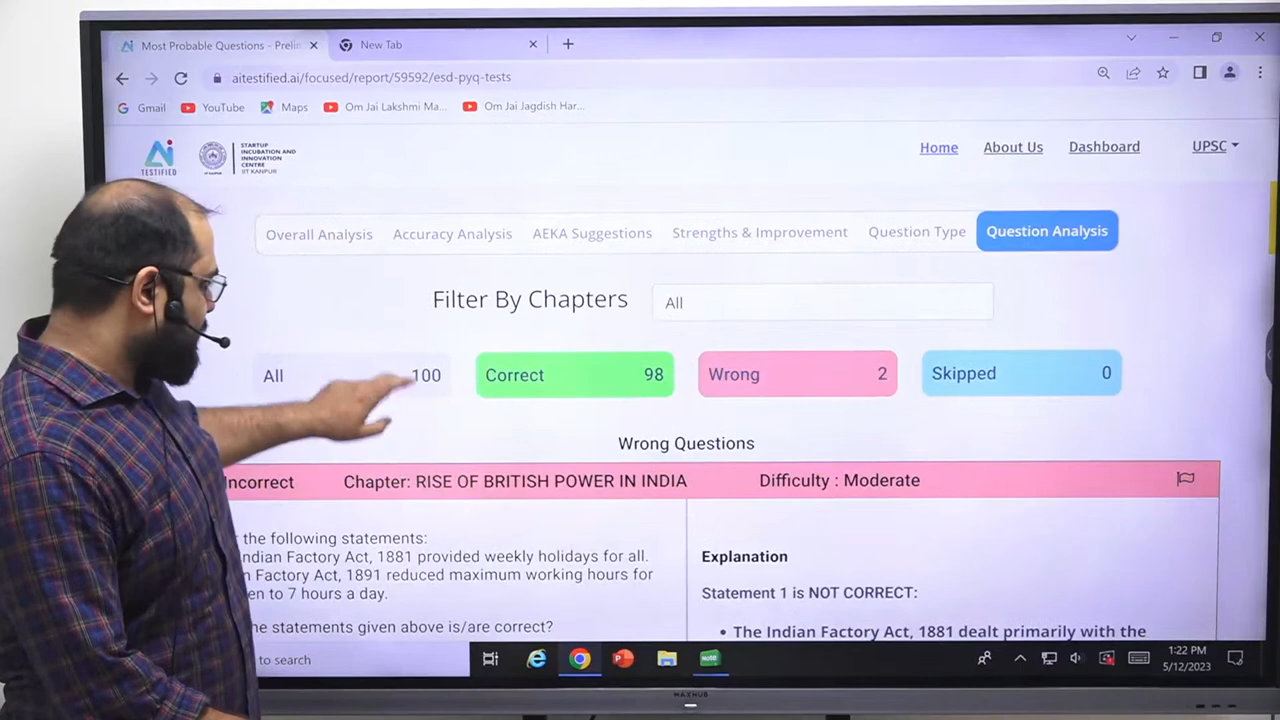 Most Probable Questions - Prelin
New Tab
aitestified.ai/focused/report/59592/esd-pyq-tests
Gmail
YouTube
Maps
Om Jai Lakshmi Ma...
Om Jai Jagdish Har...
TESTIFIED
STARTUP
INCUBATION AND
INNOVATION
CENTRE
IIT KANPUR
Home
About Us
Dashboard
UPSC
Overall Analysis
Accuracy Analysis
AEKA Suggestions
Strengths & Improvement
Question Type
Question Analysis
Filter By Chapters
All
All 100
Correct 98
Wrong 2
Skipped 0
Wrong Questions
Incorrect
Chapter: RISE OF BRITISH POWER IN INDIA
Difficulty : Moderate
the following statements:
ndian Factory Act, 1881 provided weekly holidays for all.
n Factory Act, 1891 reduced maximum working hours for
en to 7 hours a day.
he statements given above is/are correct?
Explanation
Statement 1 is NOT CORRECT:
• The Indian Factory Act, 1881 dealt primarily with the
to search
1:22 PM
5/12/2023
MAXHUB